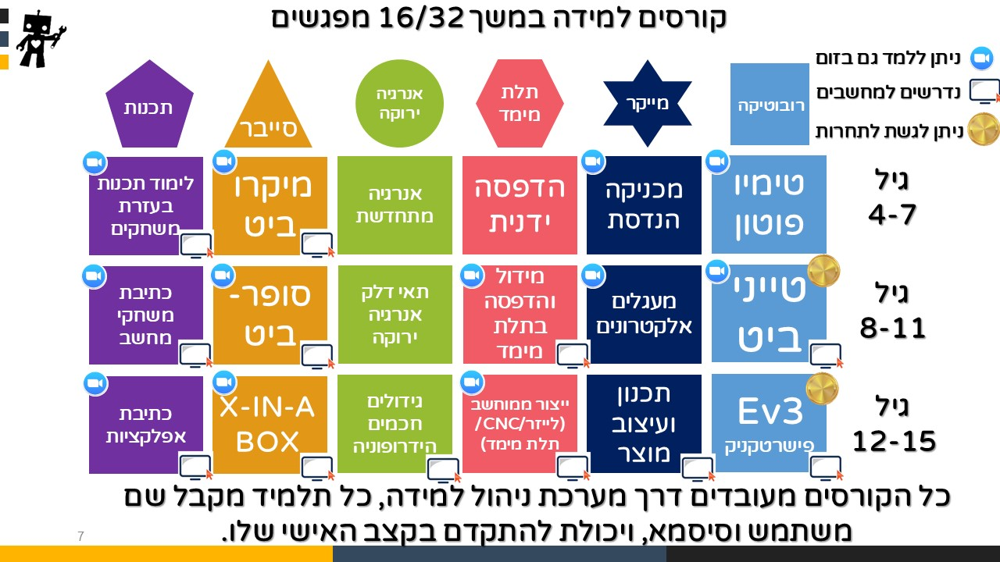 קורסים למידה במשך 16/32 מפגשים
ניתן ללמד גם בזום
נדרשים למחשבים
ניתן לגשת לתחרות
רובוטיקה
מייקר
תלת
מימד
אנרגיה
ירוקה
סייבר
תכנות
גיל
4-7
טימיו
פוטון
מכניקה
הנדסת
הדפסה
ידנית
אנרגיה
מתחדשת
מיקרו
ביט
לימוד תכנות
בעזרת
משחקים
גיל
8-11
טייני
ביט
מעגלים
אלקטרונים
מידול
והדפסה
בתלת
מימד
תאי דלק
אנרגיה
ירוקה
סופר-
ביט
כתיבת
משחקי
מחשב
גיל
12-15
Ev3
פישרטקניק
תכנון
ועיצוב
מוצר
ייצור ממוחשב
(לייזר/CNC/
תלת מימד)
גידולים
חכמים
הידרופוניה
X-IN-A
BOX
כתיבת
אפלקציות
כל הקורסים מעובדים דרך מערכת ניהול למידה, כל תלמיד מקבל שם
משתמש וסיסמא, ויכולת להתקדם בקצב האישי שלו.
7